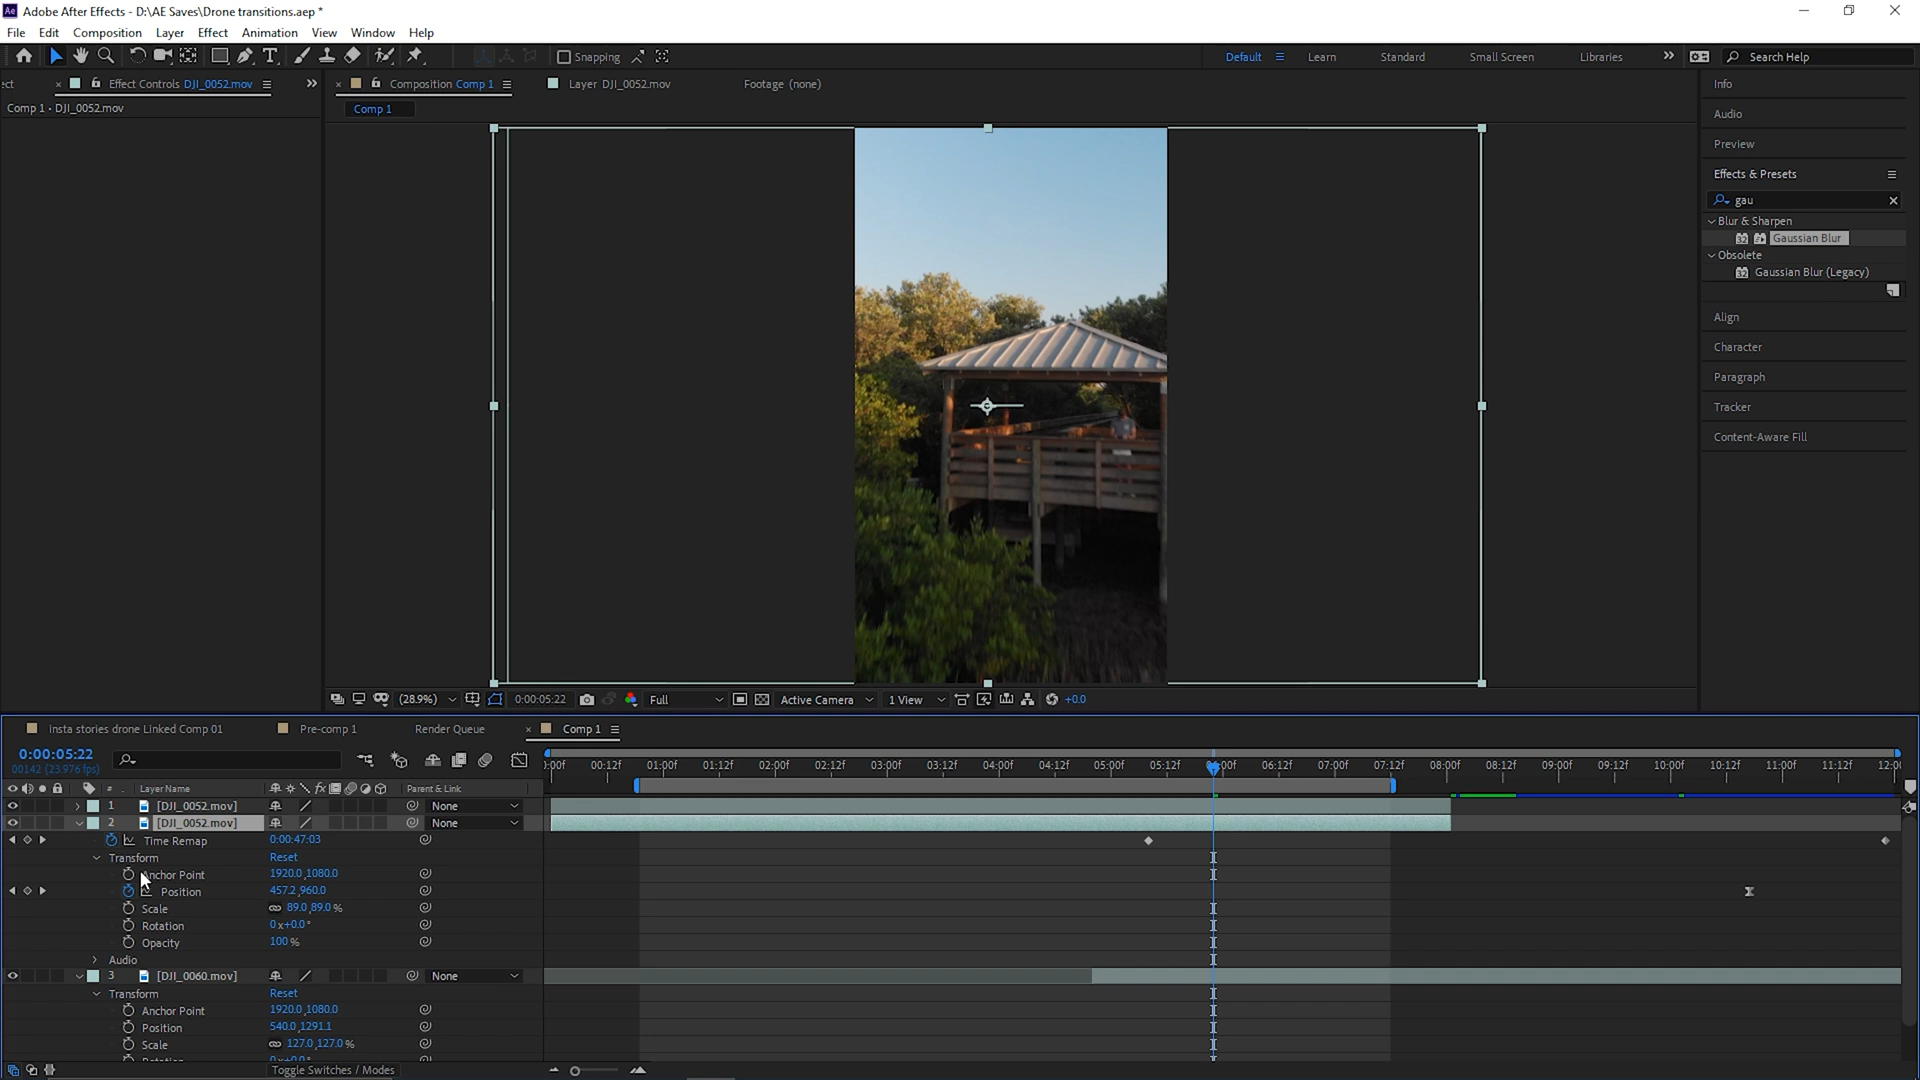 Adobe After Effects - D:\AE Saves\Drone transitions.aep *
File Edit Composition Layer Effect Animation View Window Help
Snapping Default Learn Standard Small Screen Libraries Search Help
ect Effect Controls DJI_0052.mov Composition Comp 1 Layer DJI_0052.mov Footage (none)
Comp 1 • DJI_0052.mov
Comp 1
Info
Audio
Preview
Effects & Presets
gau
Blur & Sharpen
32 Gaussian Blur
Obsolete
32 Gaussian Blur (Legacy)
Align
Character
Paragraph
Tracker
Content-Aware Fill
(28.9%) 0:00:05:22 Full Active Camera 1 View +0.0
Insta stories drone Linked Comp 01 Pre-comp 1 Render Queue Comp 1
0:00:05:22
00142 (23.976 fps)
):00f 00:12f 01:00f 01:12f 02:00f 02:12f 03:00f 03:12f 04:00f 04:12f 05:00f 05:12f 06:12f 07:00f 07:12f 08:00f 08:12f 09:00f 09:12f 10:00f 10:12f 11:00f 11:12f 12:0
# Layer Name Parent & Link
1 [DJI_0052.mov] None
2 [DJI_0052.mov] None
Time Remap 0:00:47:03
Transform Reset
Anchor Point 1920.0,1080.0
Position 457.2,960.0
Scale 89.0,89.0 %
Rotation 0x+0.0°
Opacity 100 %
Audio
3 [DJI_0060.mov] None
Transform Reset
Anchor Point 1920.0,1080.0
Position 540.0,1291.1
Scale 127.0,127.0 %
Rotation 0x+0.0°
Toggle Switches / Modes